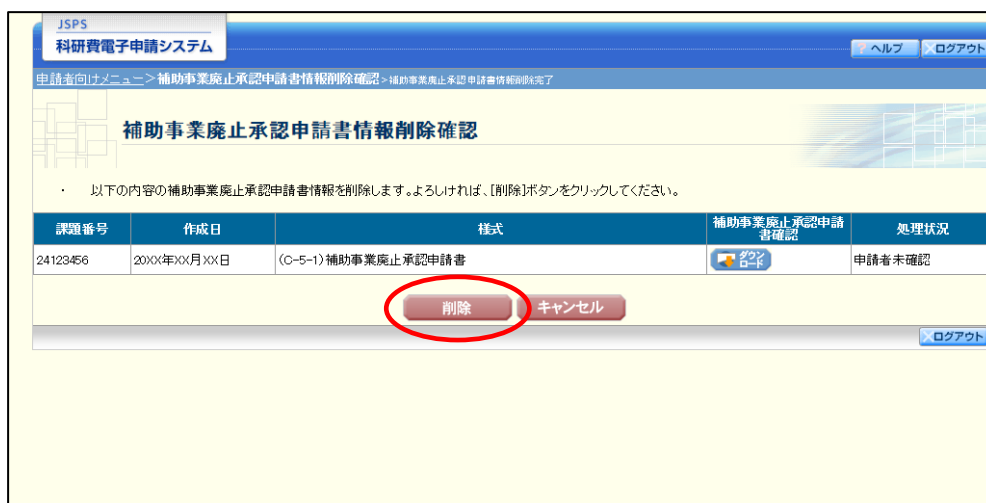 JSPS
科研費電子申請システム
? ヘルプ
ログアウト
申請者向けメニュー>補助事業廃止承認申請書情報削除確認>補助事業廃止承認申請書情報削除完了
補助事業廃止承認申請書情報削除確認
・ 以下の内容の補助事業廃止承認申請書情報を削除します。よろしければ、[削除]ボタンをクリックしてください。
課題番号 作成日 様式 補助事業廃止承認申請書確認 処理状況
24123456 20XX年XX月XX日 (C-5-1)補助事業廃止承認申請書 ダウンロード 申請者未確認
削除 キャンセル
ログアウト